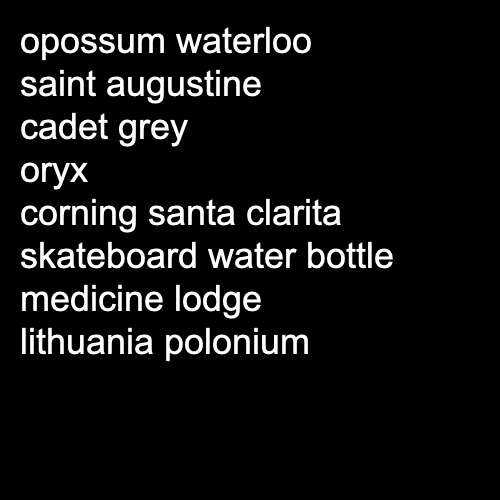 opossum waterloo
saint augustine
cadet grey
oryx
corning santa clarita
skateboard water bottle
medicine lodge
lithuania polonium